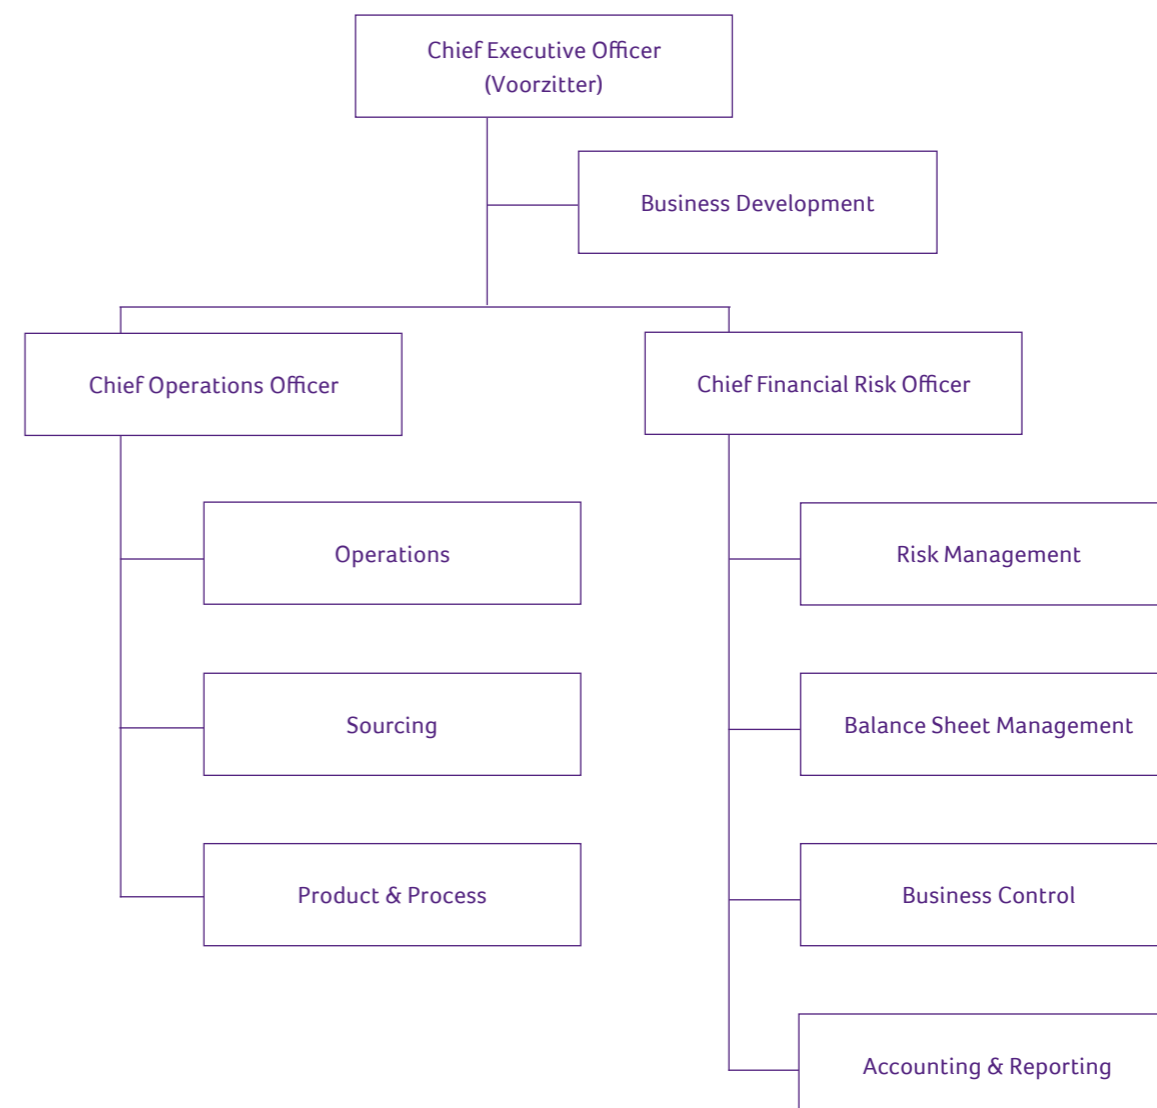 Chief Executive Officer
(Voorzitter)
Business Development
Chief Operations Officer
Chief Financial Risk Officer
Operations
Risk Management
Sourcing
Balance Sheet Management
Product & Process
Business Control
Accounting & Reporting